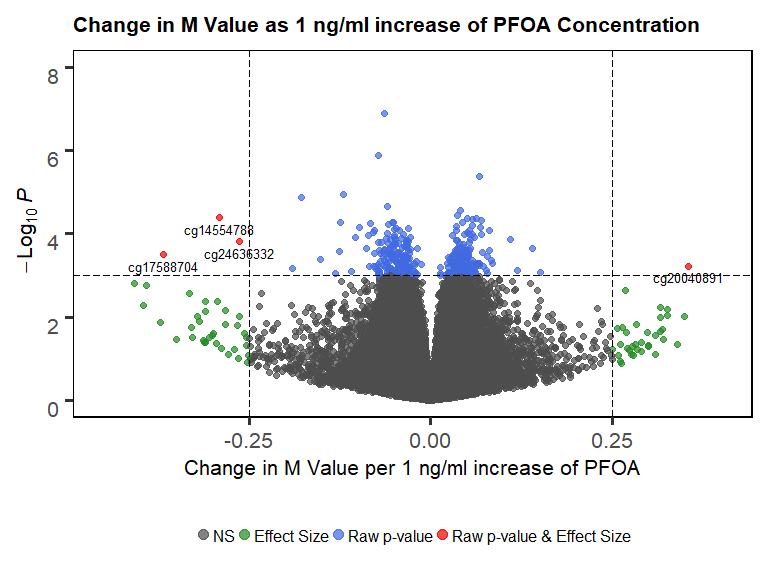 Change in M Value as 1 ng/ml increase of PFOA Concentration
8
6
4
2
0
−Log10 P
cg14554788
cg24636332
cg17588704
cg20040891
-0.25
0.00
0.25
Change in M Value per 1 ng/ml increase of PFOA
NS Effect Size Raw p-value Raw p-value & Effect Size